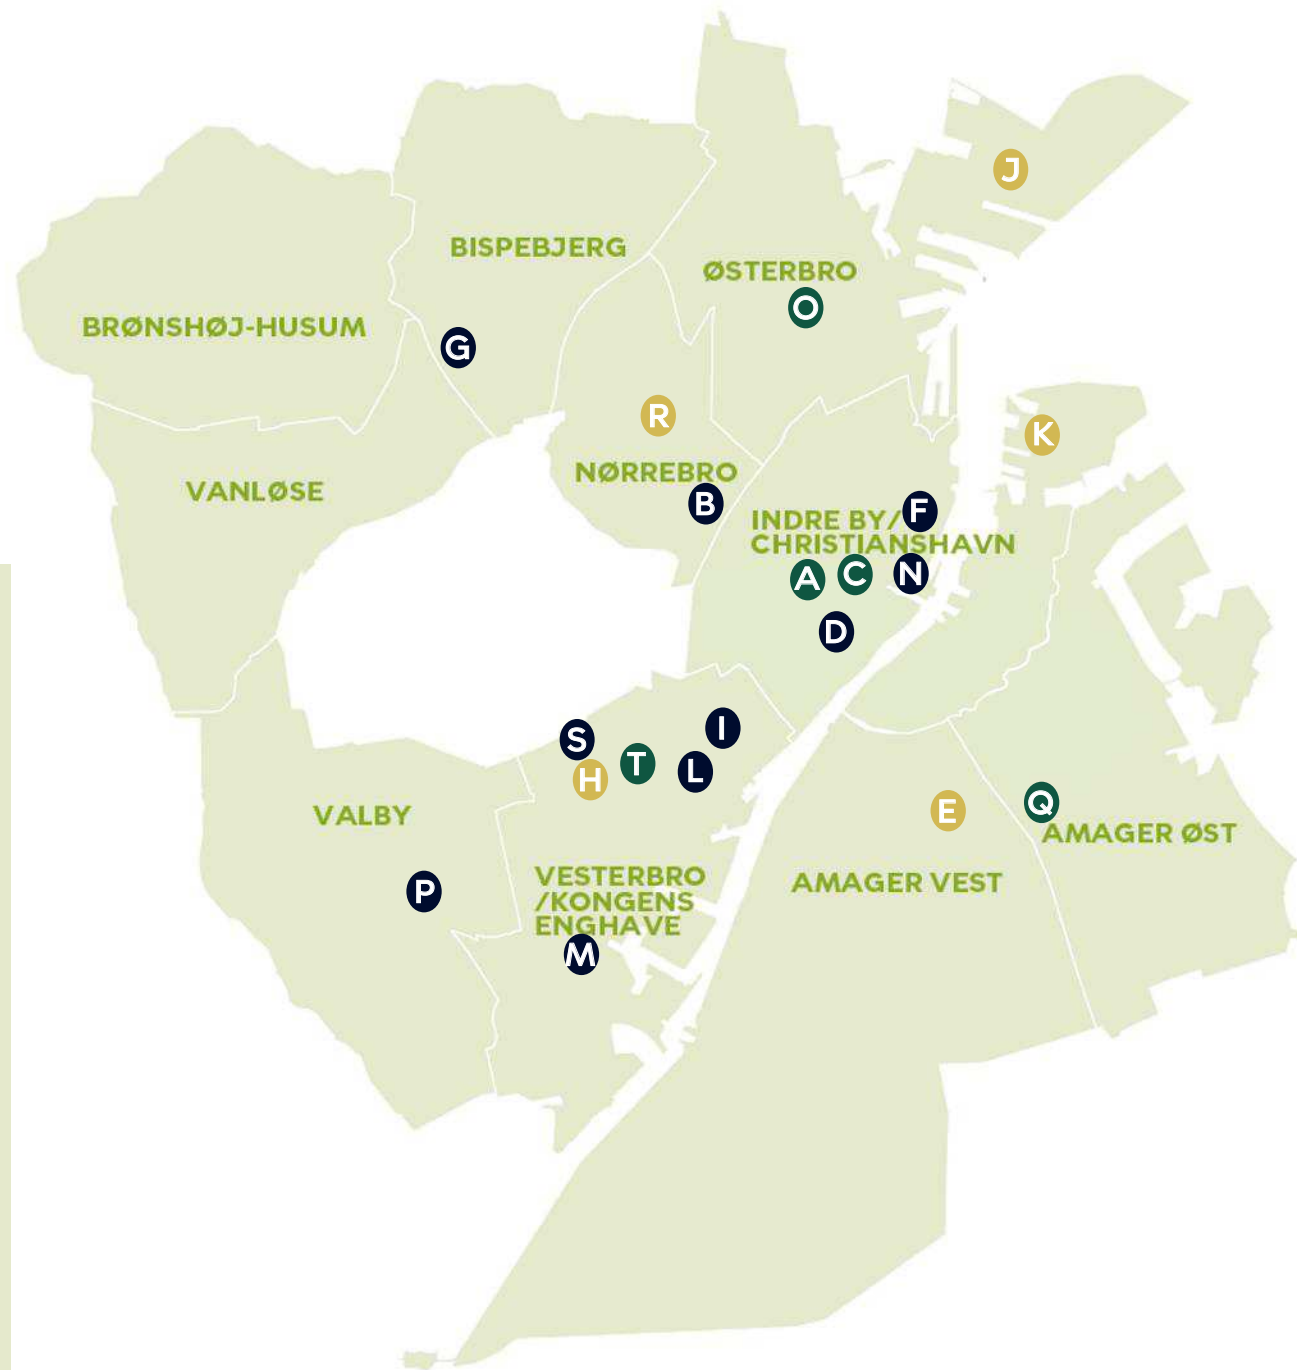 J
BISPEBJERG
ØSTERBRO
O
BRØNSHØJ-HUSUM
G
R
K
NØRREBRO
VANLØSE
B
INDRE BY/
CHRISTIANSHAVN
F
A
C
N
D
S
I
T
L
H
VALBY
E
Q
AMAGER ØST
P
VESTERBRO
/KONGENS
ENGHAVE
AMAGER VEST
M